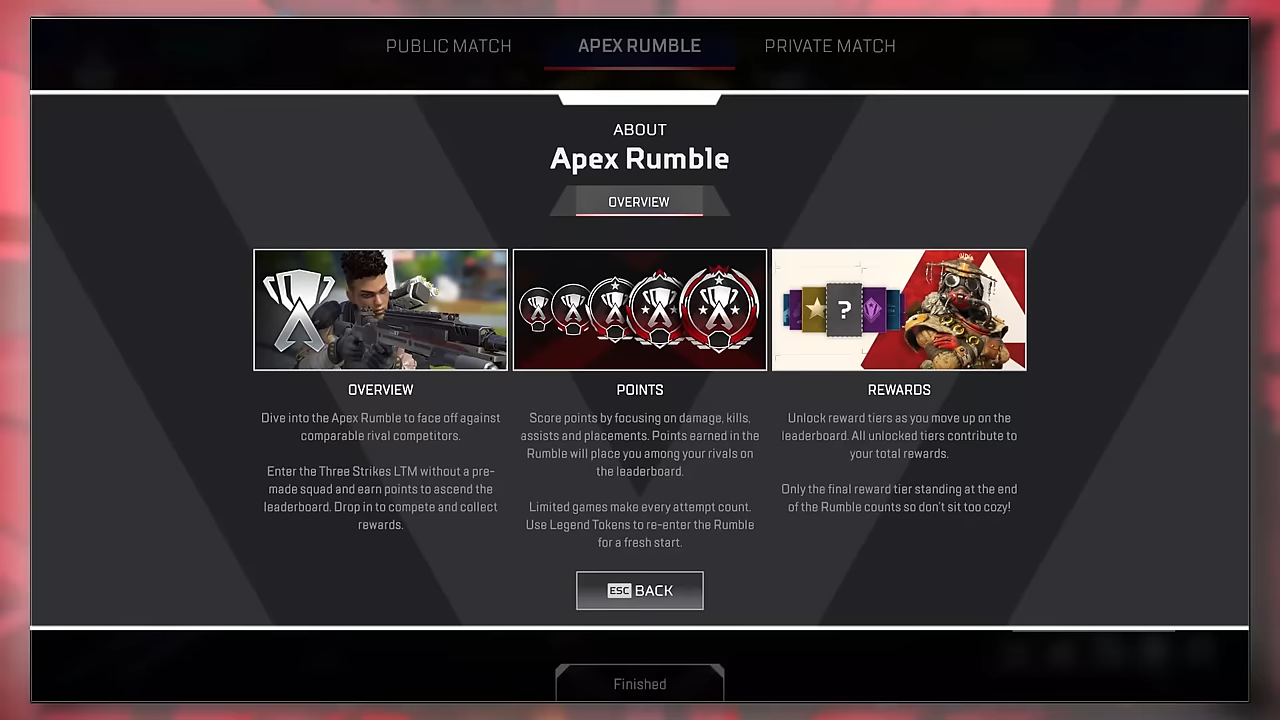 PUBLIC MATCH
APEX RUMBLE
PRIVATE MATCH
ABOUT
Apex Rumble
OVERVIEW
?
OVERVIEW
Dive into the Apex Rumble to face off against
comparable rival competitors.
Enter the Three Strikes LTM without a pre-
made squad and earn points to ascend the
leaderboard. Drop in to compete and collect
rewards.
POINTS
Score points by focusing on damage, kills,
assists and placements. Points earned in the
Rumble will place you among your rivals on
the leaderboard.
Limited games make every attempt count.
Use Legend Tokens to re-enter the Rumble
for a fresh start.
REWARDS
Unlock reward tiers as you move up on the
leaderboard. All unlocked tiers contribute to
your total rewards.
Only the final reward tier standing at the end
of the Rumble counts so don't sit too cozy!
ESC BACK
Finished